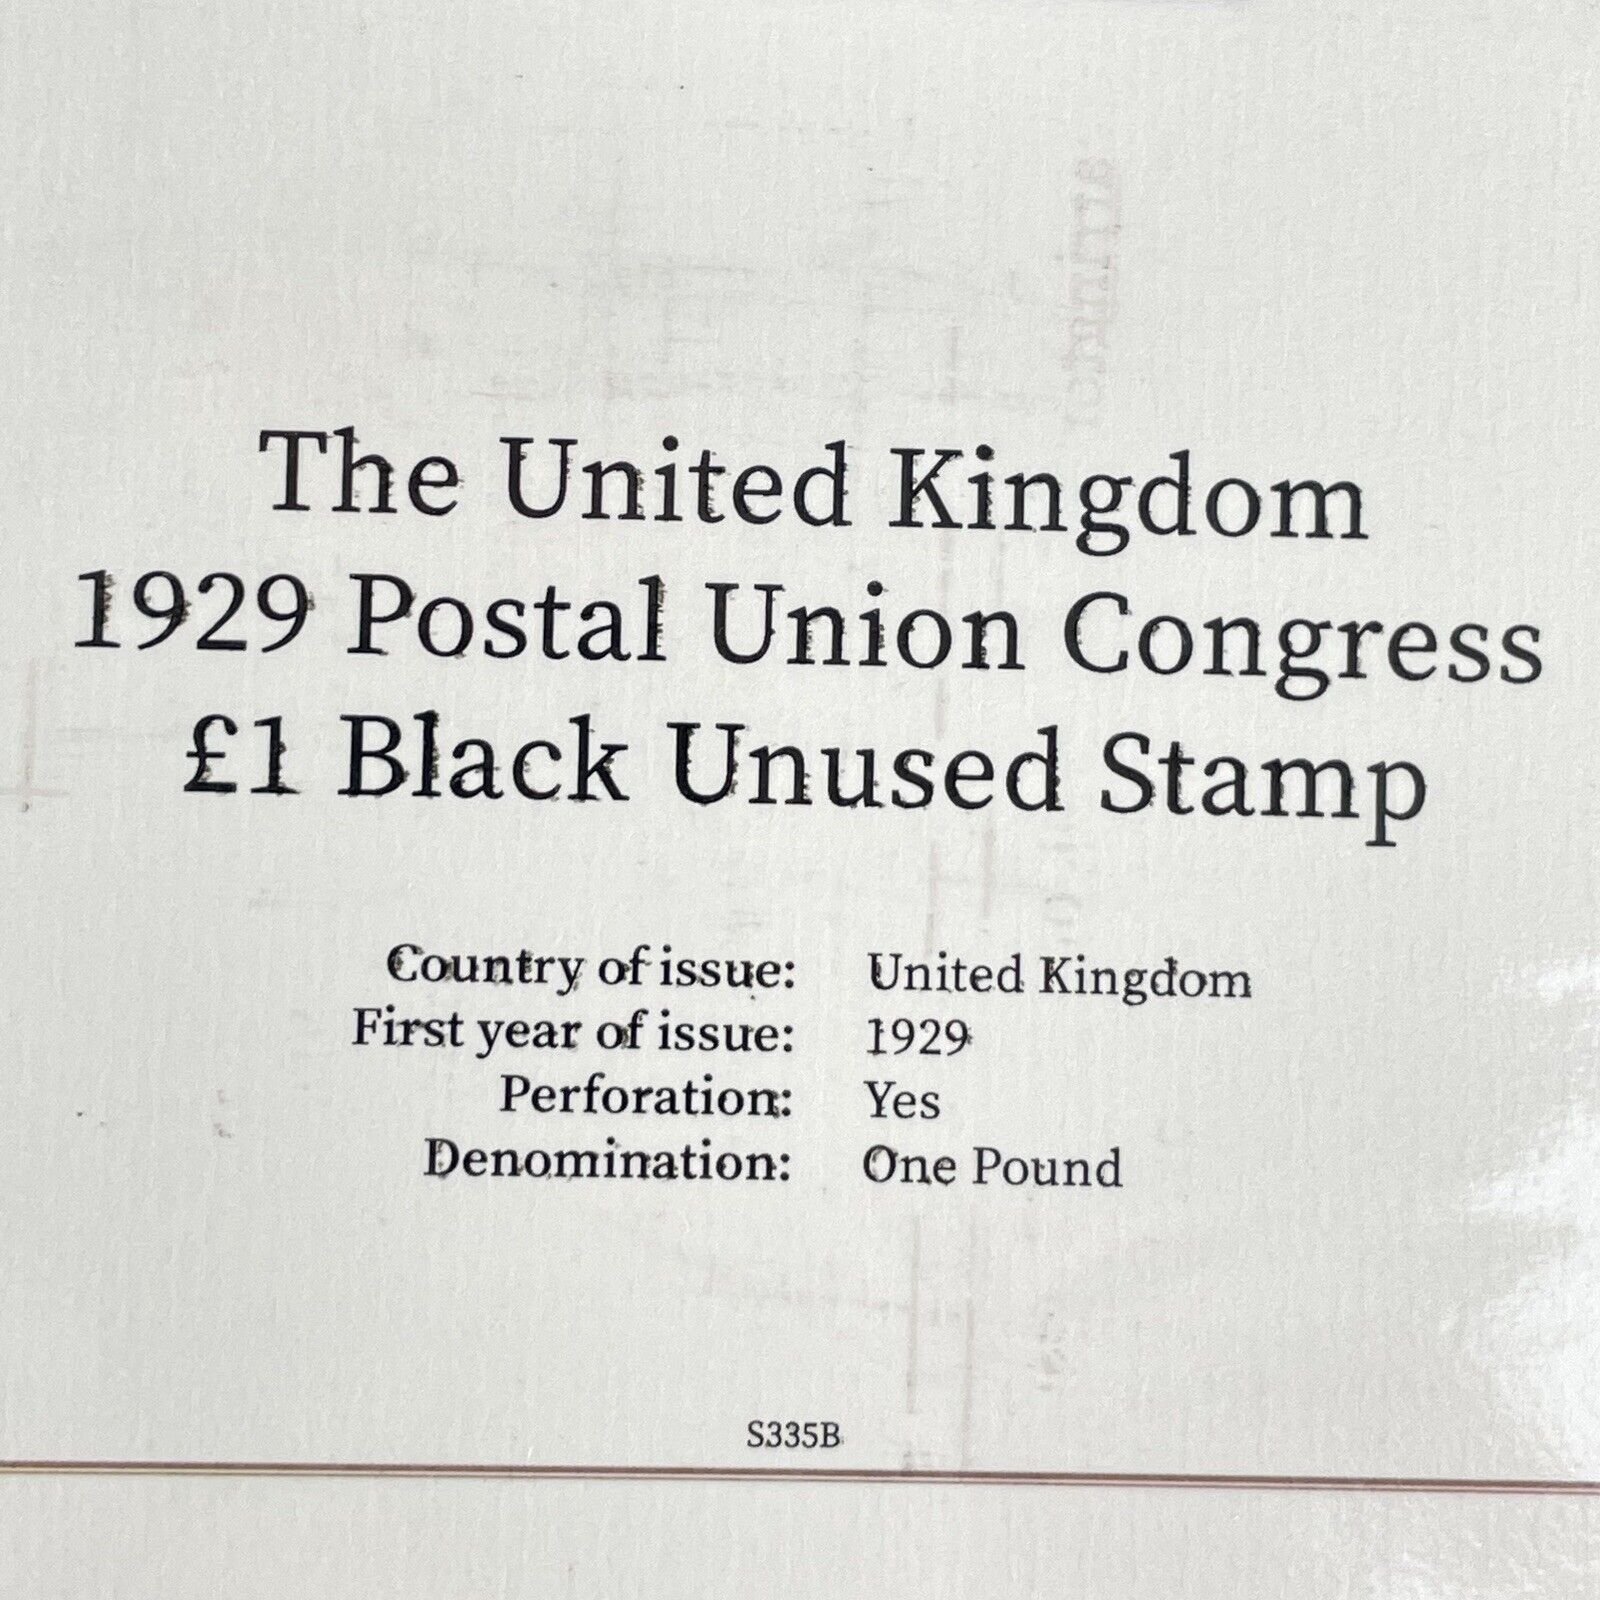 The United Kingdom
1929 Postal Union Congress
£1 Black Unused Stamp
Country of issue: United Kingdom
First year of issue: 1929
Perforation: Yes
Denomination: One Pound
S335B